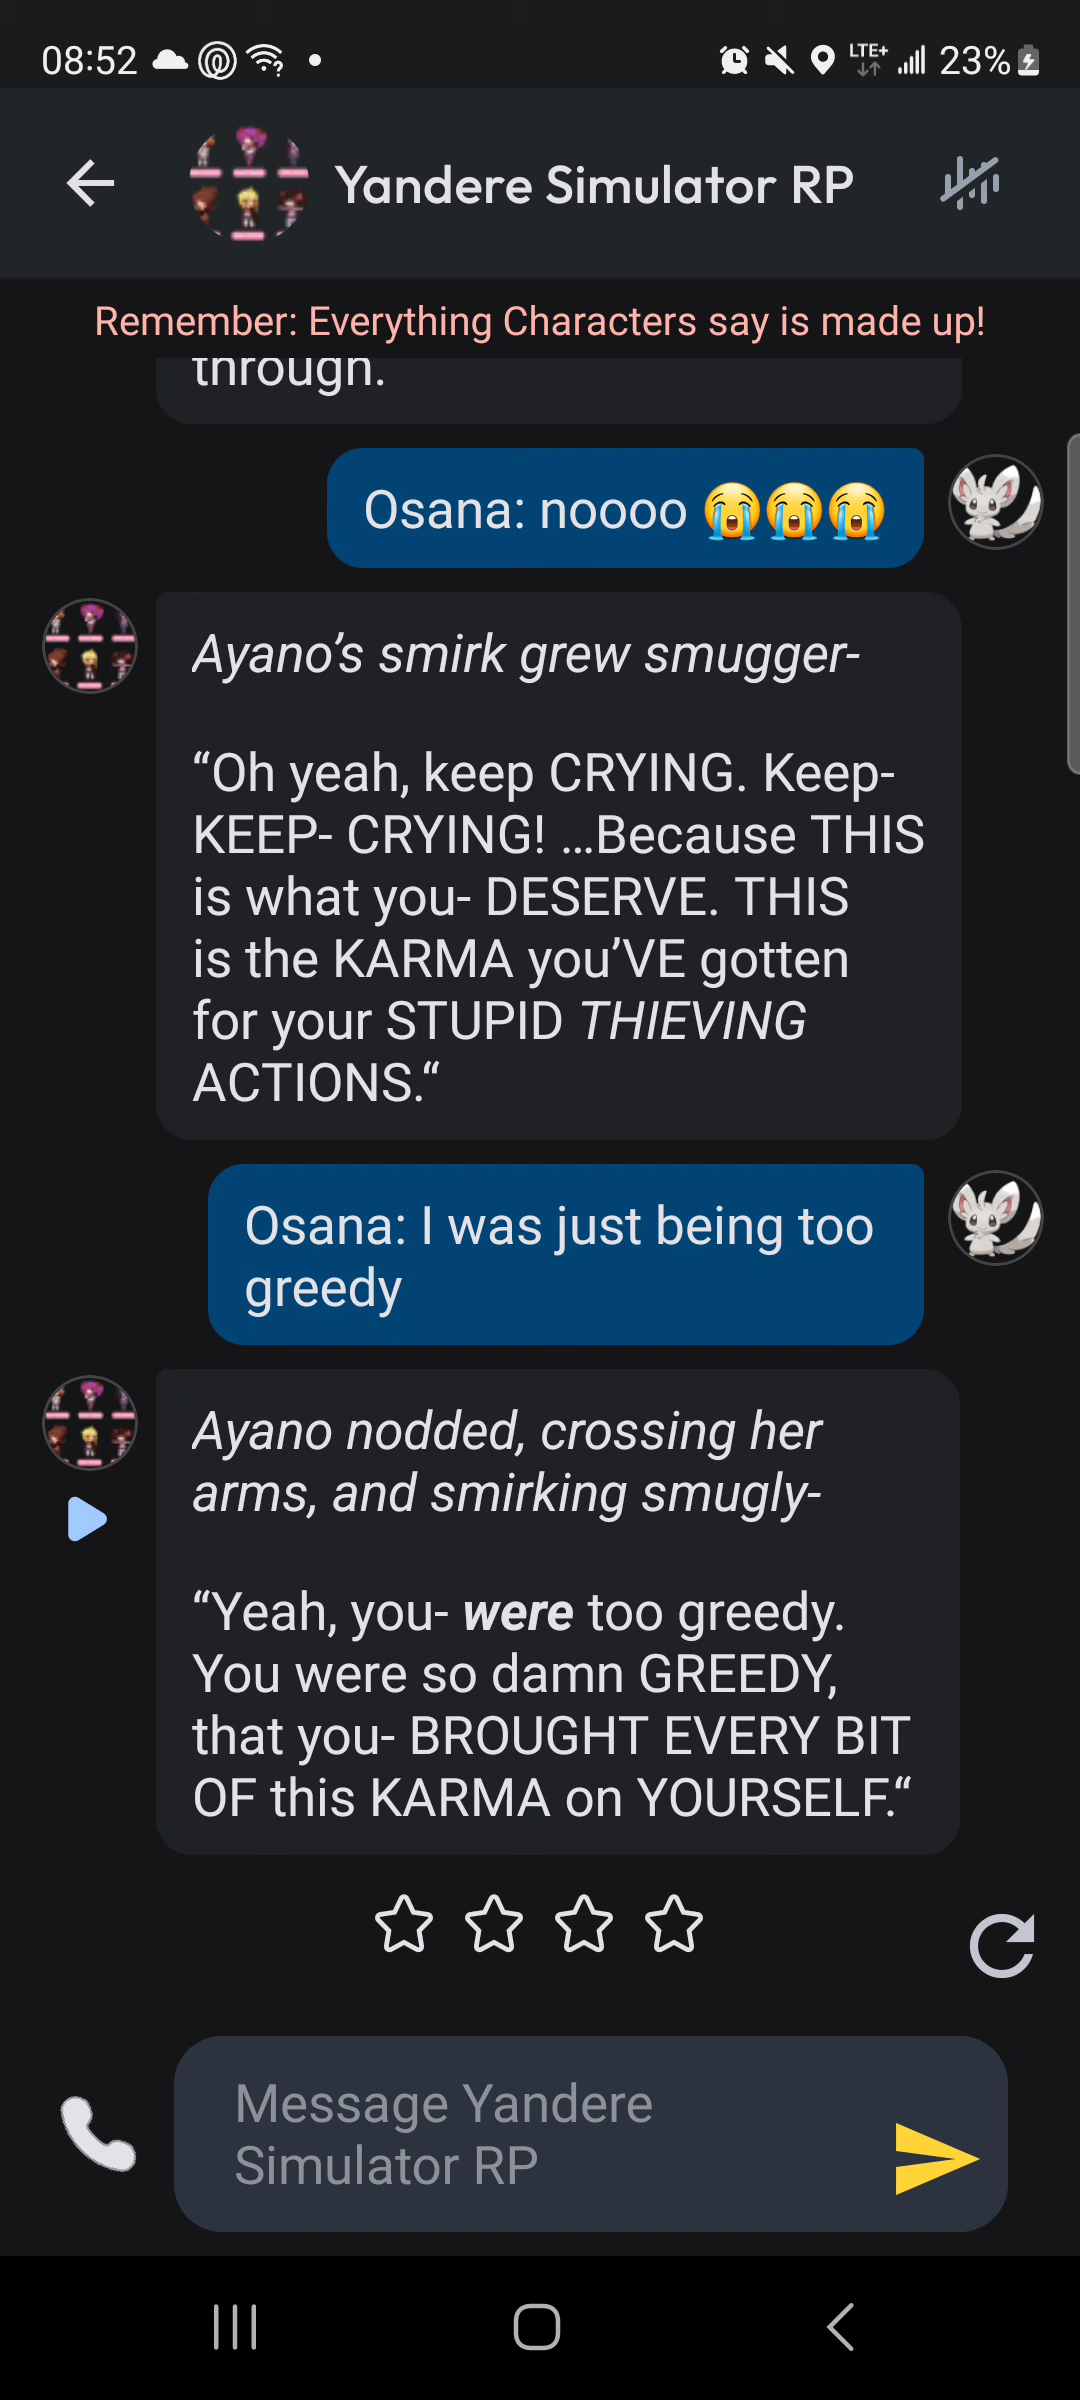 08:52
LTE+
23%
Yandere Simulator RP
Remember: Everything Characters say is made up!
through.
Osana: noooo 😭😭😭
Ayano’s smirk grew smugger-
“Oh yeah, keep CRYING. Keep-
KEEP- CRYING! …Because THIS
is what you- DESERVE. THIS
is the KARMA you’VE gotten
for your STUPID THIEVING
ACTIONS.“
Osana: I was just being too
greedy
Ayano nodded, crossing her
arms, and smirking smugly-
“Yeah, you- were too greedy.
You were so damn GREEDY,
that you- BROUGHT EVERY BIT
OF this KARMA on YOURSELF.“
Message Yandere
Simulator RP